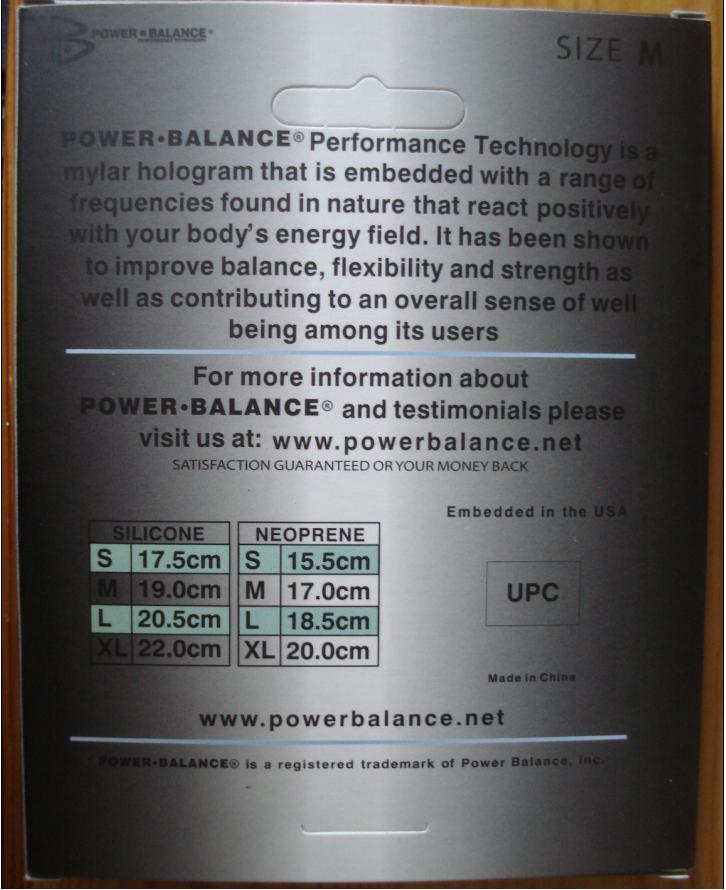 POWER•BALANCE®
PERFORMANCE TECHNOLOGY
SIZE M
POWER•BALANCE® Performance Technology is a
mylar hologram that is embedded with a range of
frequencies found in nature that react positively
with your body's energy field. It has been shown
to improve balance, flexibility and strength as
well as contributing to an overall sense of well
being among its users
For more information about
POWER•BALANCE® and testimonials please
visit us at: www.powerbalance.net
SATISFACTION GUARANTEED OR YOUR MONEY BACK
Embedded in the USA
SILICONE
S 17.5cm
M 19.0cm
L 20.5cm
XL 22.0cm
NEOPRENE
S 15.5cm
M 17.0cm
L 18.5cm
XL 20.0cm
UPC
Made in China
www.powerbalance.net
POWER•BALANCE® is a registered trademark of Power Balance, Inc.